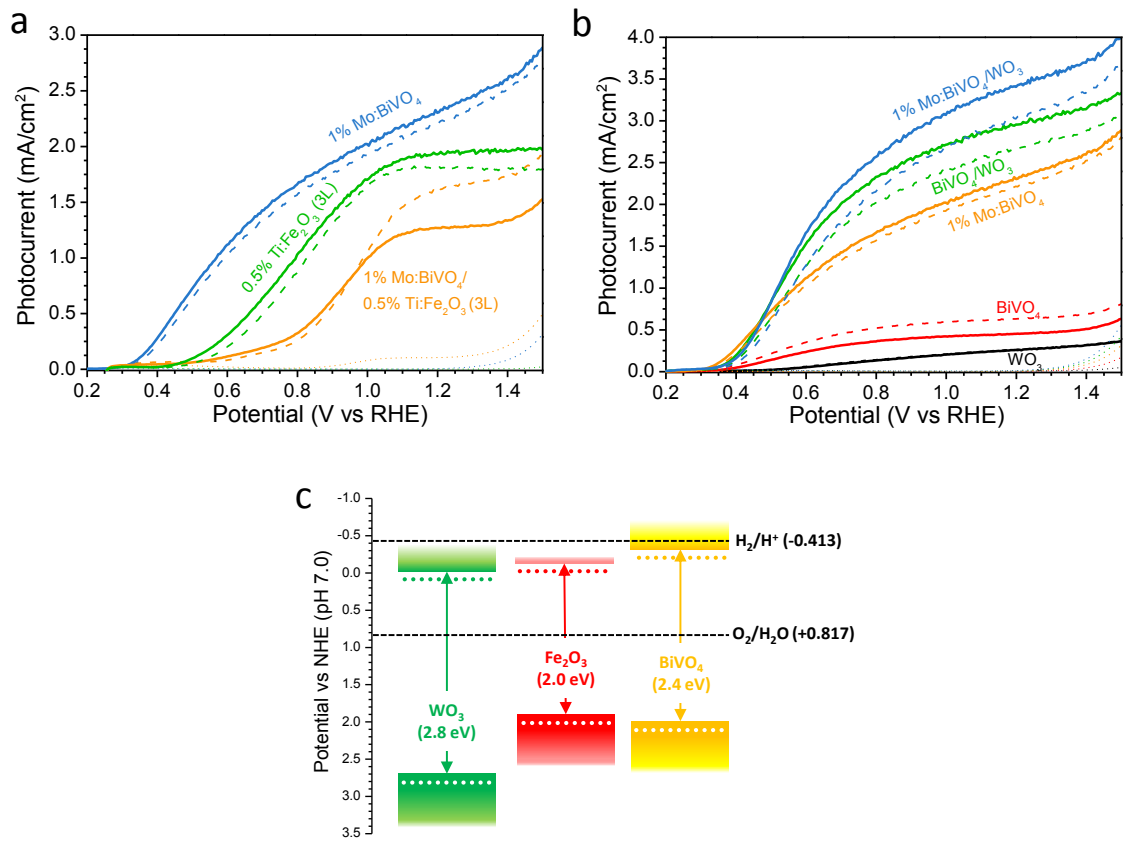 a
3.0
2.5
2.0
1.5
1.0
0.5
0.0
0.2 0.4 0.6 0.8 1.0 1.2 1.4
Photocurrent (mA/cm²)
Potential (V vs RHE)
1% Mo:BiVO₄
0.5% Ti:Fe₂O₃ (3L)
1% Mo:BiVO₄/
0.5% Ti:Fe₂O₃ (3L)
b
4.0
3.5
3.0
2.5
2.0
1.5
1.0
0.5
0.0
0.2 0.4 0.6 0.8 1.0 1.2 1.4
Photocurrent (mA/cm²)
Potential (V vs RHE)
1% Mo:BiVO₄/WO₃
BiVO₄/WO₃
1% Mo:BiVO₄
BiVO₄
WO₃
c
-1.0
-0.5
0.0
0.5
1.0
1.5
2.0
2.5
3.0
3.5
Potential vs NHE (pH 7.0)
H₂/H⁺ (-0.413)
O₂/H₂O (+0.817)
WO₃
(2.8 eV)
Fe₂O₃
(2.0 eV)
BiVO₄
(2.4 eV)